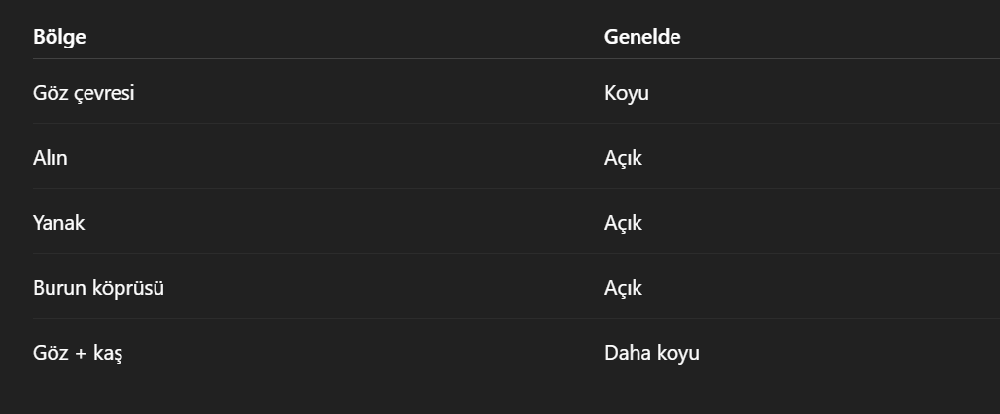 Bölge Genelde
Göz çevresi Koyu
Alın Açık
Yanak Açık
Burun köprüsü Açık
Göz + kaş Daha koyu